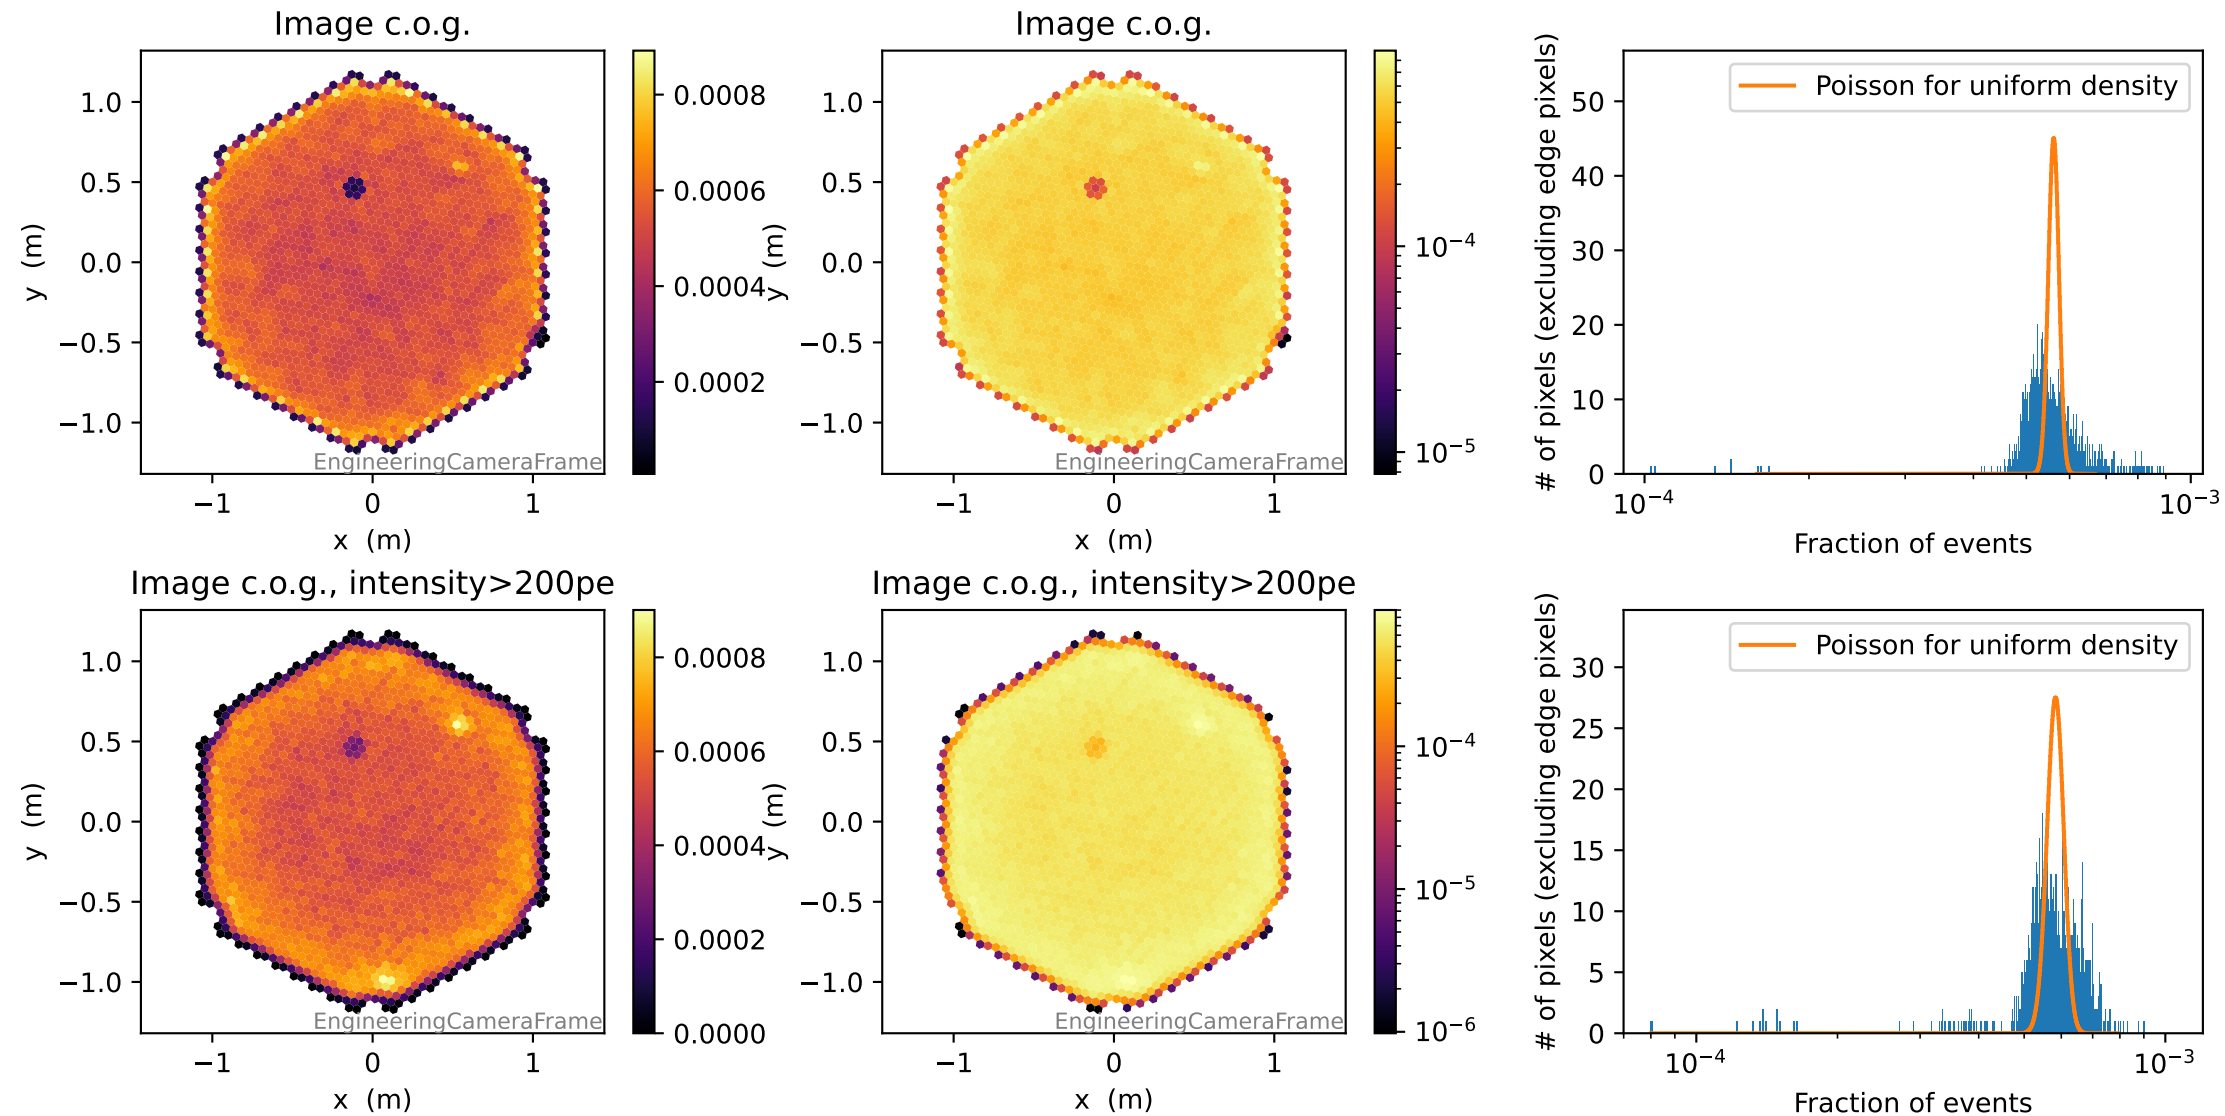 Image c.o.g.
1.0
0.5
0.0
−0.5
−1.0
y (m)
−1 0 1
x (m)
EngineeringCameraFrame
0.0008
0.0006
0.0004
0.0002
Image c.o.g.
1.0
0.5
0.0
−0.5
−1.0
y (m)
−1 0 1
x (m)
EngineeringCameraFrame
10⁻⁴
10⁻⁵
Poisson for uniform density
50
40
30
20
10
0
# of pixels (excluding edge pixels)
10⁻⁴ 10⁻³
Fraction of events
Image c.o.g., intensity>200pe
1.0
0.5
0.0
−0.5
−1.0
y (m)
−1 0 1
x (m)
EngineeringCameraFrame
0.0008
0.0006
0.0004
0.0002
0.0000
Image c.o.g., intensity>200pe
1.0
0.5
0.0
−0.5
−1.0
y (m)
−1 0 1
x (m)
EngineeringCameraFrame
10⁻⁴
10⁻⁵
10⁻⁶
Poisson for uniform density
30
25
20
15
10
5
0
# of pixels (excluding edge pixels)
10⁻⁴ 10⁻³
Fraction of events